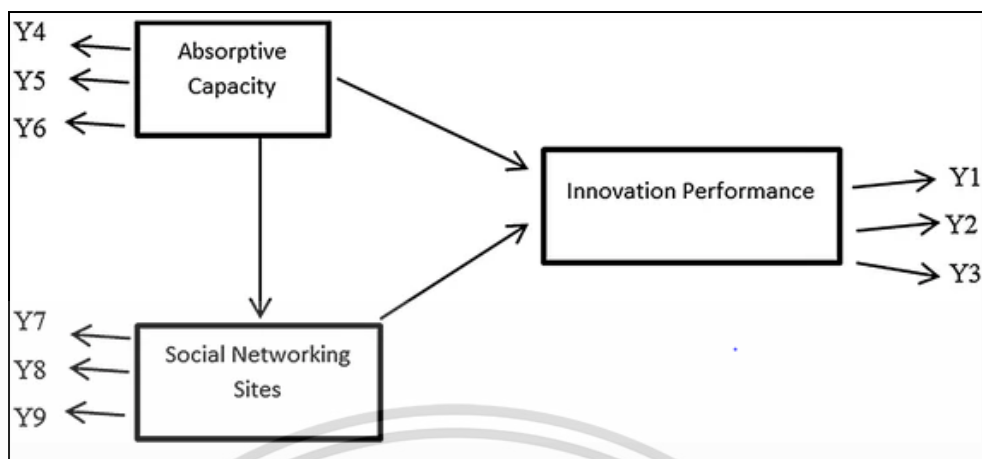 Y4
Y5
Y6
Absorptive
Capacity
Innovation Performance
Y1
Y2
Y3
Y7
Y8
Y9
Social Networking
Sites